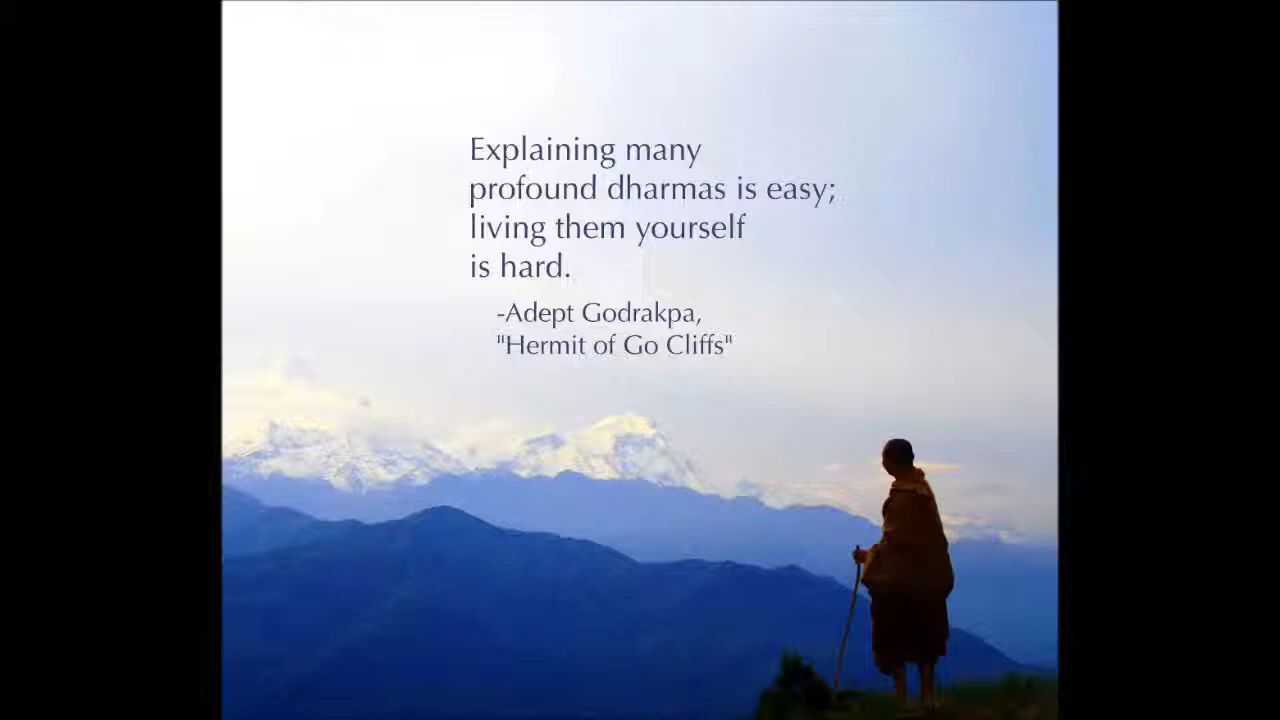 Explaining many
profound dharmas is easy;
living them yourself
is hard.
-Adept Godrakpa,
"Hermit of Go Cliffs"